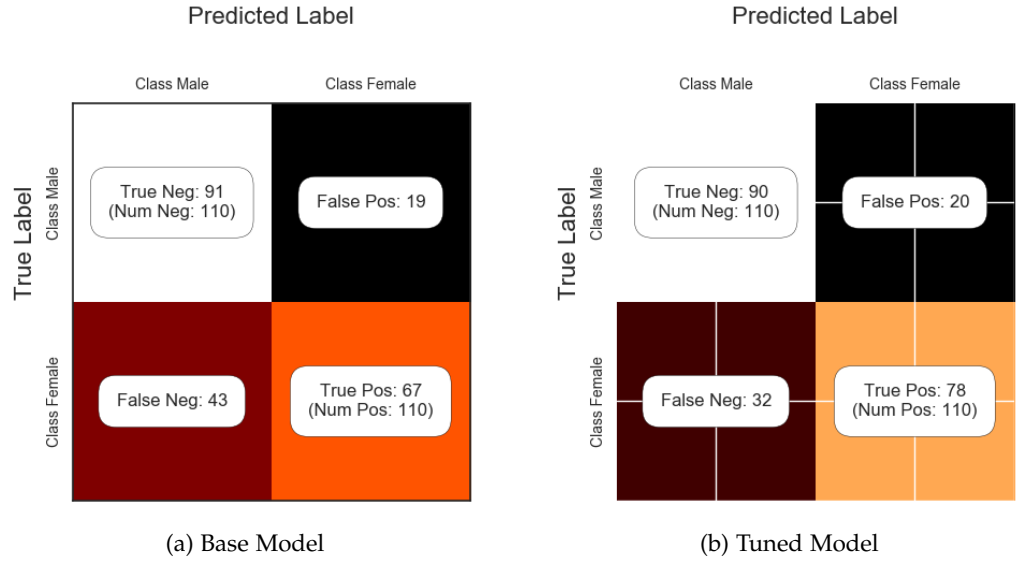 Predicted Label
Class Male
Class Female
True Label
Class Male
True Neg: 91
(Num Neg: 110)
False Pos: 19
Class Female
False Neg: 43
True Pos: 67
(Num Pos: 110)
(a) Base Model
Predicted Label
Class Male
Class Female
True Label
Class Male
True Neg: 90
(Num Neg: 110)
False Pos: 20
Class Female
False Neg: 32
True Pos: 78
(Num Pos: 110)
(b) Tuned Model